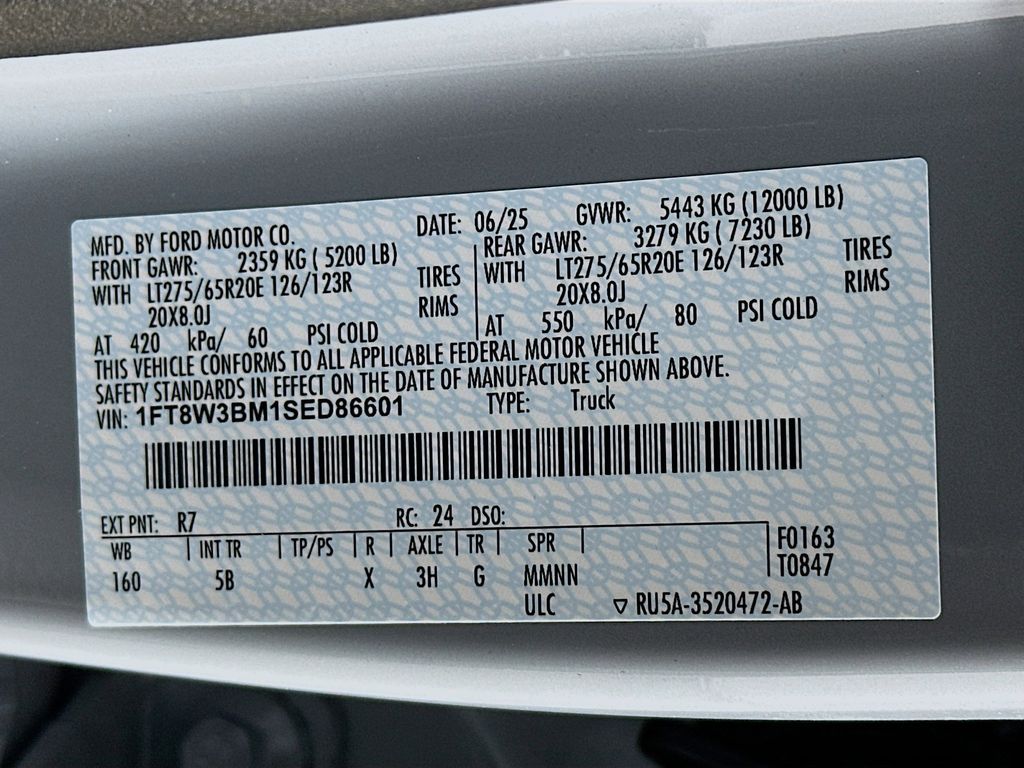 MFD. BY FORD MOTOR CO. DATE: 06/25 GVWR: 5443 KG (12000 LB)
FRONT GAWR: 2359 KG ( 5200 LB) REAR GAWR: 3279 KG ( 7230 LB)
WITH LT275/65R20E 126/123R TIRES WITH LT275/65R20E 126/123R TIRES
20X8.0J RIMS 20X8.0J RIMS
AT 420 kPa/ 60 PSI COLD AT 550 kPa/ 80 PSI COLD
THIS VEHICLE CONFORMS TO ALL APPLICABLE FEDERAL MOTOR VEHICLE
SAFETY STANDARDS IN EFFECT ON THE DATE OF MANUFACTURE SHOWN ABOVE.
VIN: 1FT8W3BM1SED86601 TYPE: Truck
EXT PNT: R7 RC: 24 DSO:
WB INT TR TP/PS R AXLE TR SPR F0163
160 5B X 3H G MMNN T0847
ULC ▽ RU5A-3520472-AB